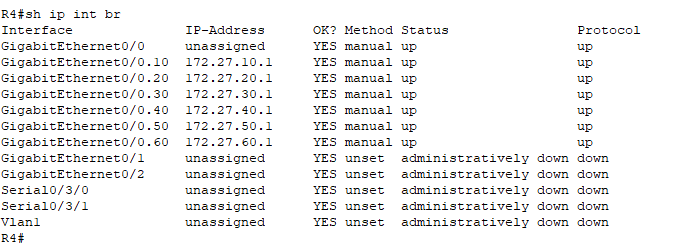 R4#sh ip int br
Interface              IP-Address      OK? Method Status                Protocol
GigabitEthernet0/0     unassigned      YES manual up                    up
GigabitEthernet0/0.10  172.27.10.1     YES manual up                    up
GigabitEthernet0/0.20  172.27.20.1     YES manual up                    up
GigabitEthernet0/0.30  172.27.30.1     YES manual up                    up
GigabitEthernet0/0.40  172.27.40.1     YES manual up                    up
GigabitEthernet0/0.50  172.27.50.1     YES manual up                    up
GigabitEthernet0/0.60  172.27.60.1     YES manual up                    up
GigabitEthernet0/1     unassigned      YES unset  administratively down down
GigabitEthernet0/2     unassigned      YES unset  administratively down down
Serial0/3/0            unassigned      YES unset  administratively down down
Serial0/3/1            unassigned      YES unset  administratively down down
Vlan1                  unassigned      YES unset  administratively down down
R4#